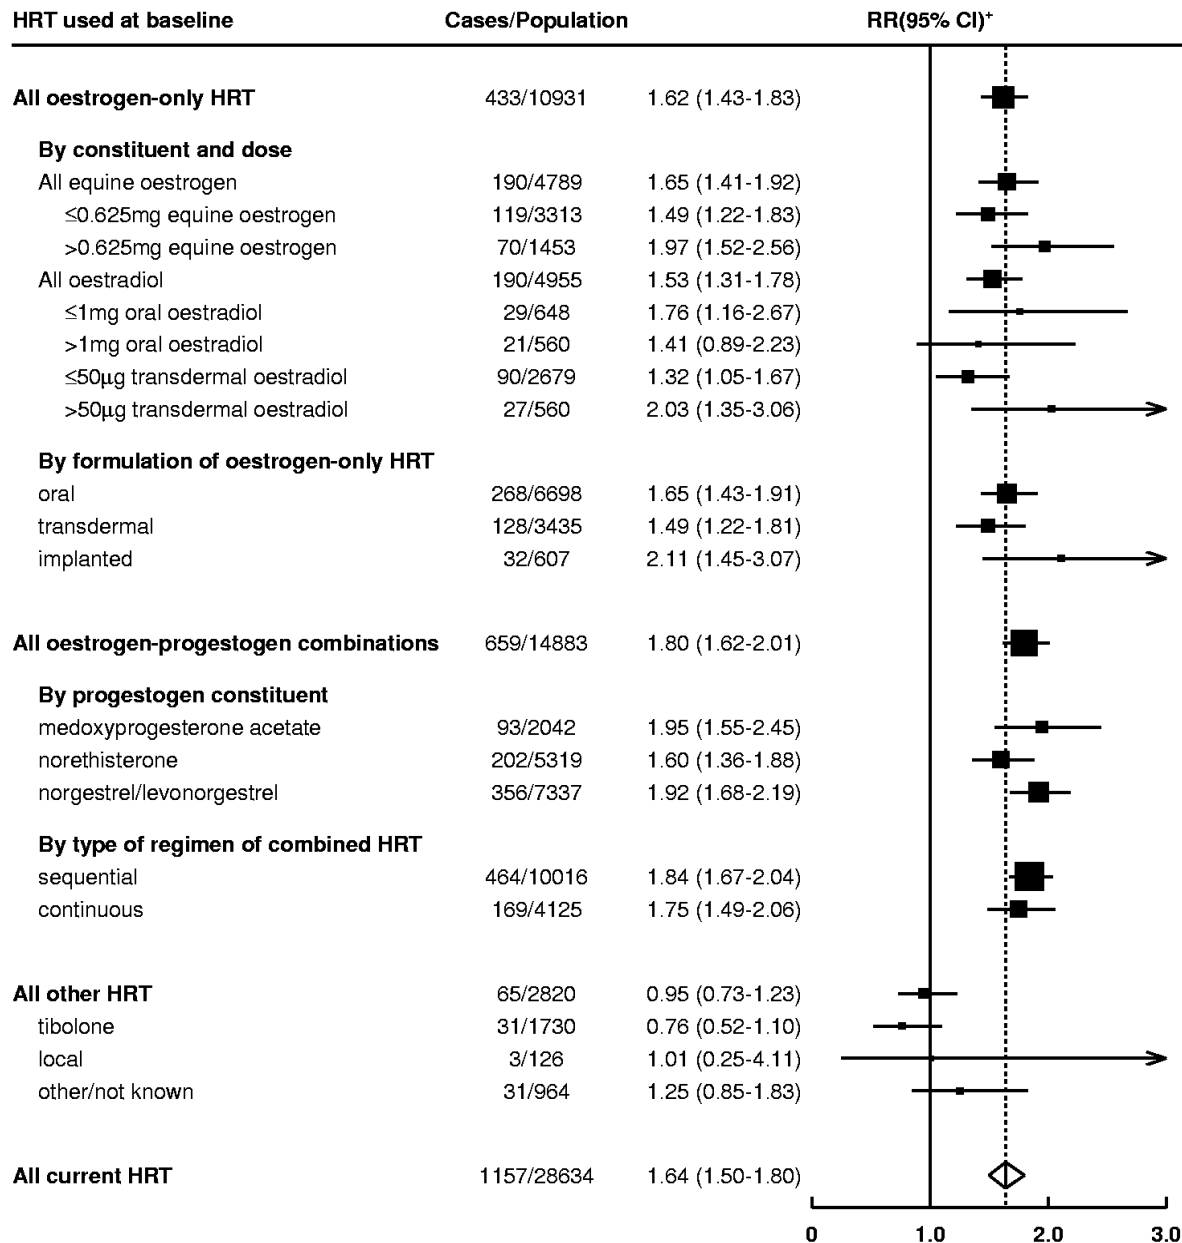 HRT used at baseline Cases/Population RR(95% CI)+
All oestrogen-only HRT 433/10931 1.62 (1.43-1.83)
By constituent and dose
All equine oestrogen 190/4789 1.65 (1.41-1.92)
≤0.625mg equine oestrogen 119/3313 1.49 (1.22-1.83)
>0.625mg equine oestrogen 70/1453 1.97 (1.52-2.56)
All oestradiol 190/4955 1.53 (1.31-1.78)
≤1mg oral oestradiol 29/648 1.76 (1.16-2.67)
>1mg oral oestradiol 21/560 1.41 (0.89-2.23)
≤50μg transdermal oestradiol 90/2679 1.32 (1.05-1.67)
>50μg transdermal oestradiol 27/560 2.03 (1.35-3.06)
By formulation of oestrogen-only HRT
oral 268/6698 1.65 (1.43-1.91)
transdermal 128/3435 1.49 (1.22-1.81)
implanted 32/607 2.11 (1.45-3.07)
All oestrogen-progestogen combinations 659/14883 1.80 (1.62-2.01)
By progestogen constituent
medoxyprogesterone acetate 93/2042 1.95 (1.55-2.45)
norethisterone 202/5319 1.60 (1.36-1.88)
norgestrel/levonorgestrel 356/7337 1.92 (1.68-2.19)
By type of regimen of combined HRT
sequential 464/10016 1.84 (1.67-2.04)
continuous 169/4125 1.75 (1.49-2.06)
All other HRT 65/2820 0.95 (0.73-1.23)
tibolone 31/1730 0.76 (0.52-1.10)
local 3/126 1.01 (0.25-4.11)
other/not known 31/964 1.25 (0.85-1.83)
All current HRT 1157/28634 1.64 (1.50-1.80)
0 1.0 2.0 3.0